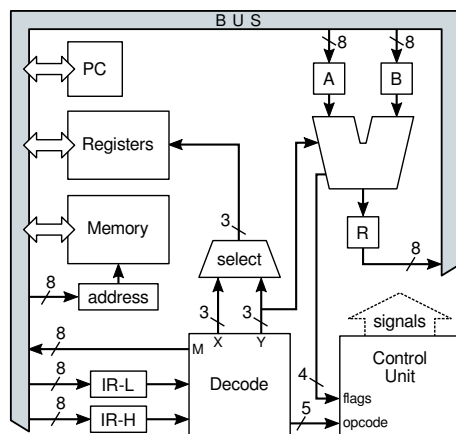 BUS
8
8
PC
A
B
Registers
Memory
3
R
8
select
8
address
signals
3
3
8
M
X
Y
Control
Unit
8
IR-L
Decode
4
flags
8
IR-H
5
opcode